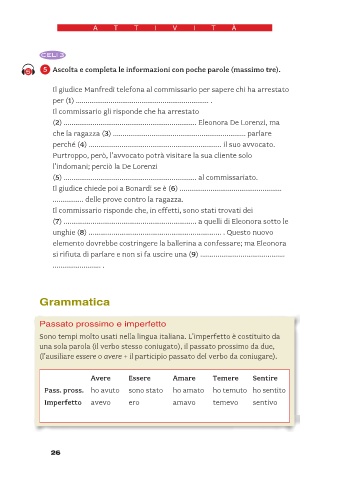 A T T I V I T À
CELI 3
5 Ascolta e completa le informazioni con poche parole (massimo tre).
Il giudice Manfredi telefona al commissario per sapere chi ha arrestato
per (1) ................................................................ .
Il commissario gli risponde che ha arrestato
(2) ................................................................ Eleonora De Lorenzi, ma
che la ragazza (3) ................................................................ parlare
perché (4) ................................................................ il suo avvocato.
Purtroppo, però, l'avvocato potrà visitare la sua cliente solo
l'indomani; perciò la De Lorenzi
(5) ................................................................ al commissariato.
Il giudice chiede poi a Bonardi se è (6) ..................................................
............... delle prove contro la ragazza.
Il commissario risponde che, in effetti, sono stati trovati dei
(7) ................................................................ a quelli di Eleonora sotto le
unghie (8) ................................................................ . Questo nuovo
elemento dovrebbe costringere la ballerina a confessare; ma Eleonora
si rifiuta di parlare e non si fa uscire una (9) .........................................
....................... .
Grammatica
Passato prossimo e imperfetto
Sono tempi molto usati nella lingua italiana. L'imperfetto è costituito da
una sola parola (il verbo stesso coniugato), il passato prossimo da due,
(l'ausiliare essere o avere + il participio passato del verbo da coniugare).
Avere Essere Amare Temere Sentire
Pass. pross. ho avuto sono stato ho amato ho temuto ho sentito
Imperfetto avevo ero amavo temevo sentivo
26